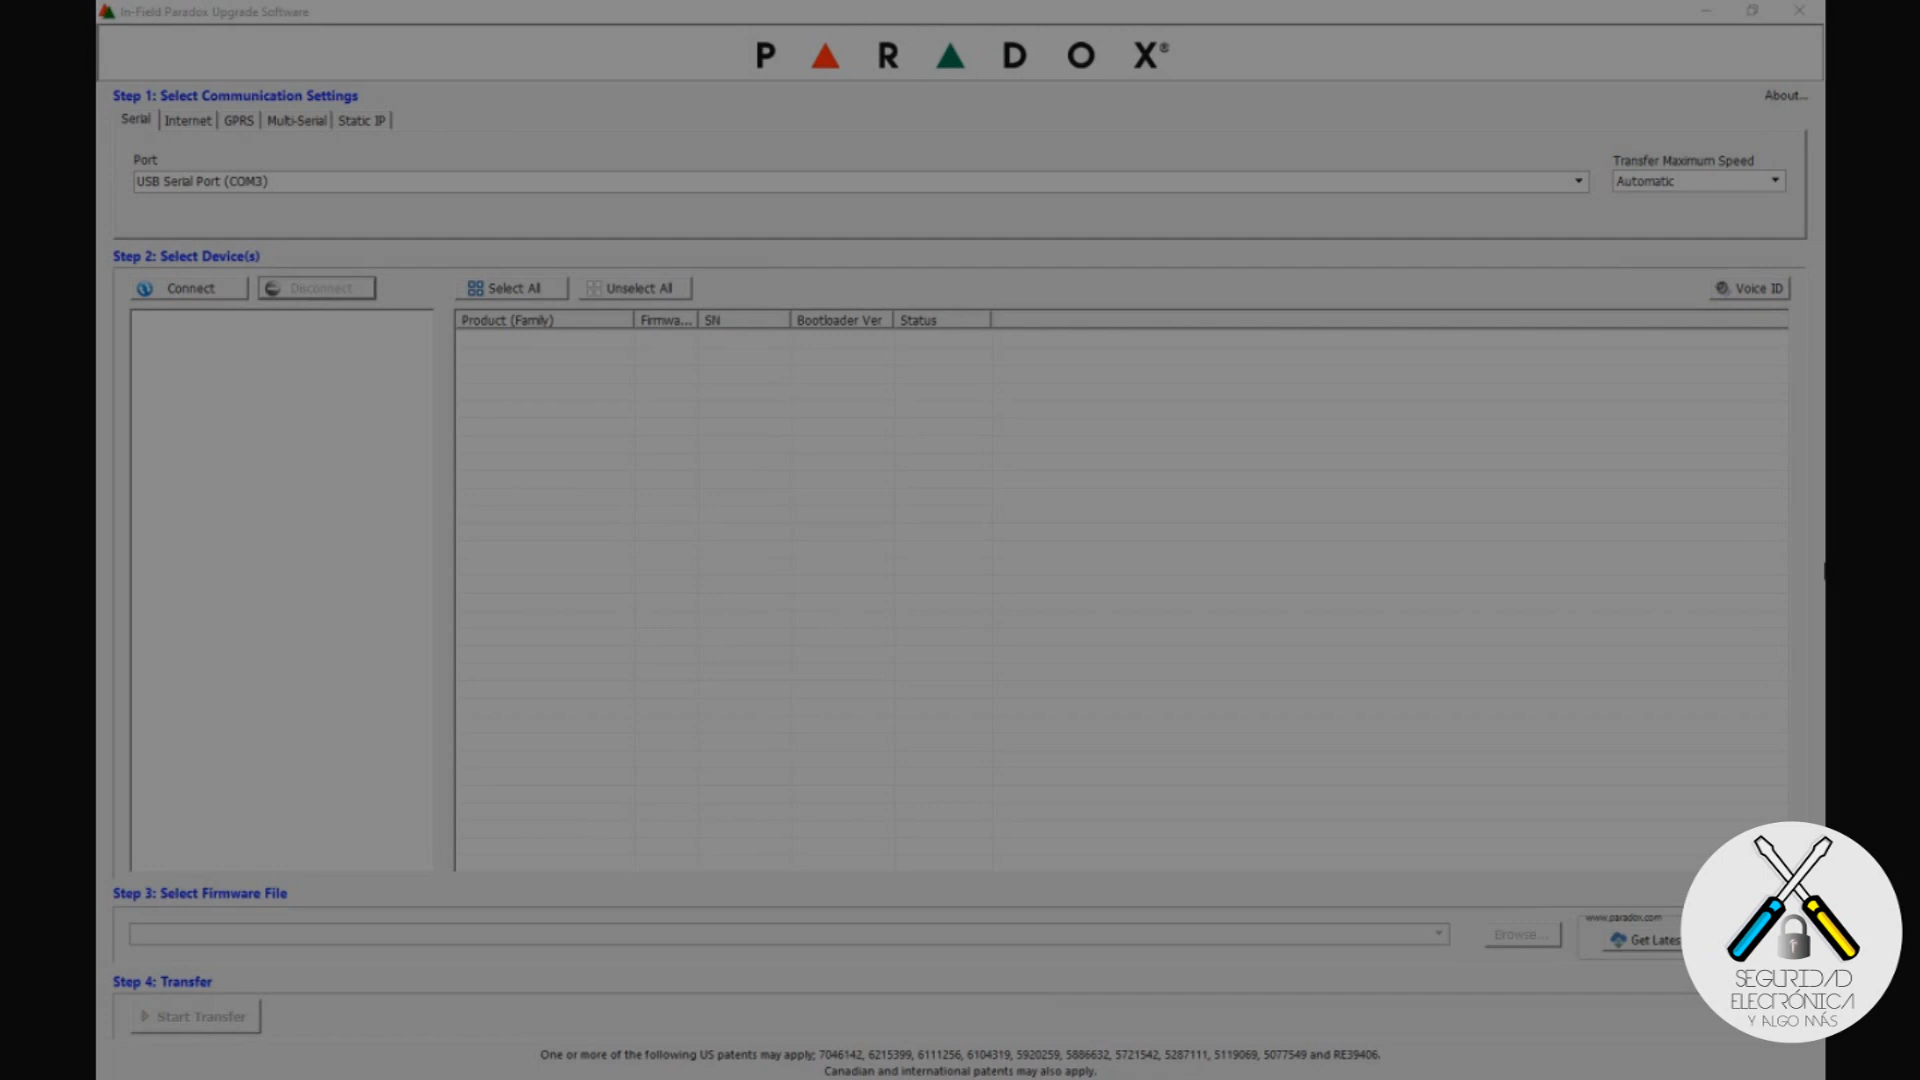 In-Field Paradox Upgrade Software
P A R A D O X®
Step 1: Select Communication Settings
About...
Serial Internet GPRS Multi-Serial Static IP
Port
Transfer Maximum Speed
USB Serial Port (COM3)
Automatic
Step 2: Select Device(s)
Connect Disconnect Select All Unselect All Voice ID
Product (Family) Firmwa... SN Bootloader Ver Status
Step 3: Select Firmware File
www.paradox.com
Browse... Get Lates
Step 4: Transfer
Start Transfer
SEGURIDAD
ELECTRÓNICA
Y ALGO MÁS
One or more of the following US patents may apply; 7046142, 6215399, 6111256, 6104319, 5920259, 5886632, 5721542, 5287111, 5119069, 5077549 and RE39406.
Canadian and international patents may also apply.